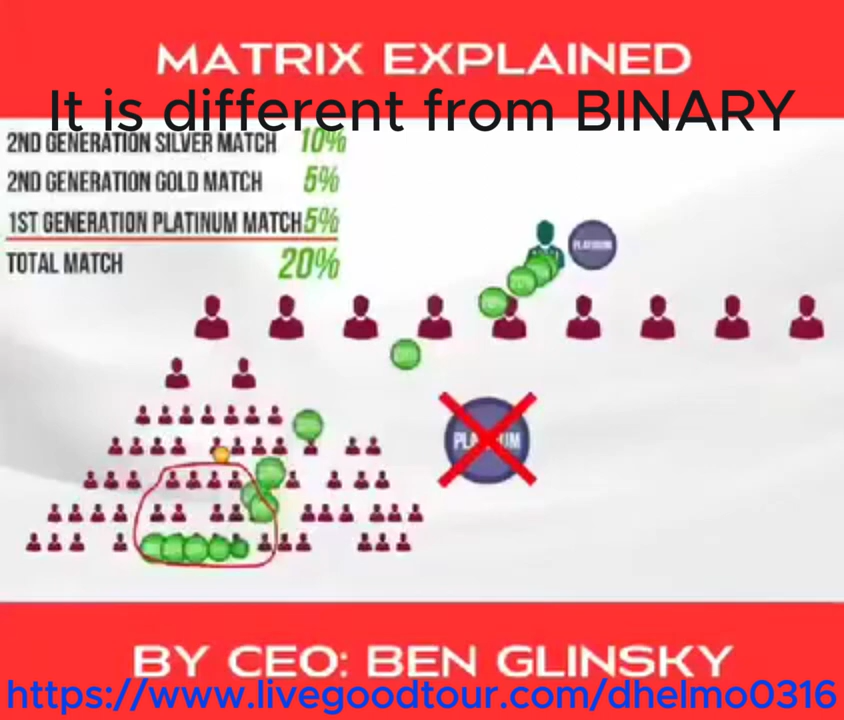 MATRIX EXPLAINED
It is different from BINARY
2ND GENERATION SILVER MATCH 10%
2ND GENERATION GOLD MATCH 5%
1ST GENERATION PLATINUM MATCH 5%
TOTAL MATCH 20%
PLATINUM
BY CEO: BEN GLINSKY
https://www.livegoodtour.com/dhelmo0316